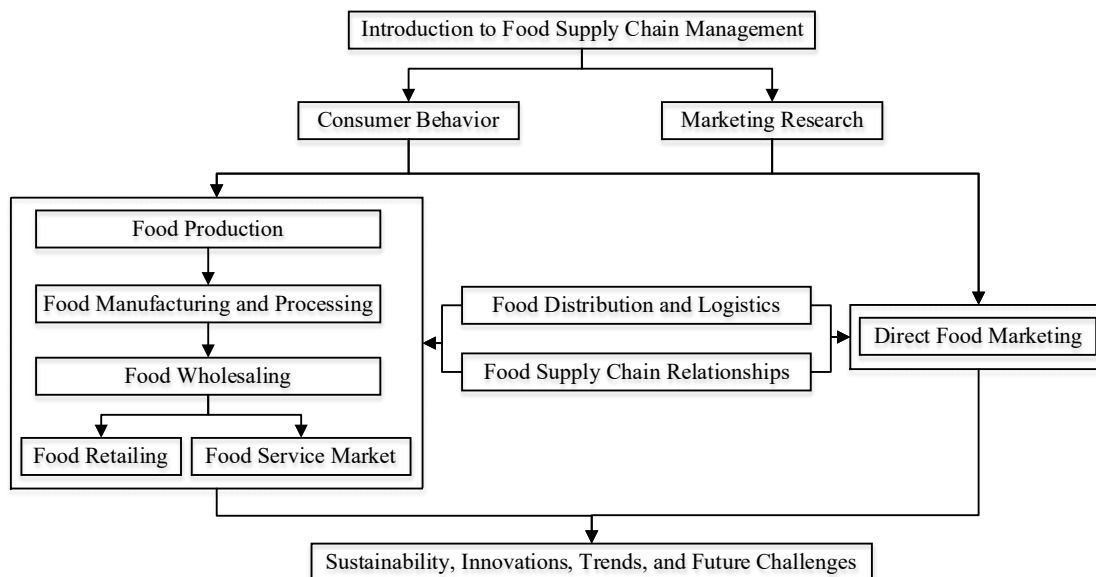 Introduction to Food Supply Chain Management
Consumer Behavior
Marketing Research
Food Production
Food Manufacturing and Processing
Food Wholesaling
Food Retailing
Food Service Market
Food Distribution and Logistics
Food Supply Chain Relationships
Direct Food Marketing
Sustainability, Innovations, Trends, and Future Challenges